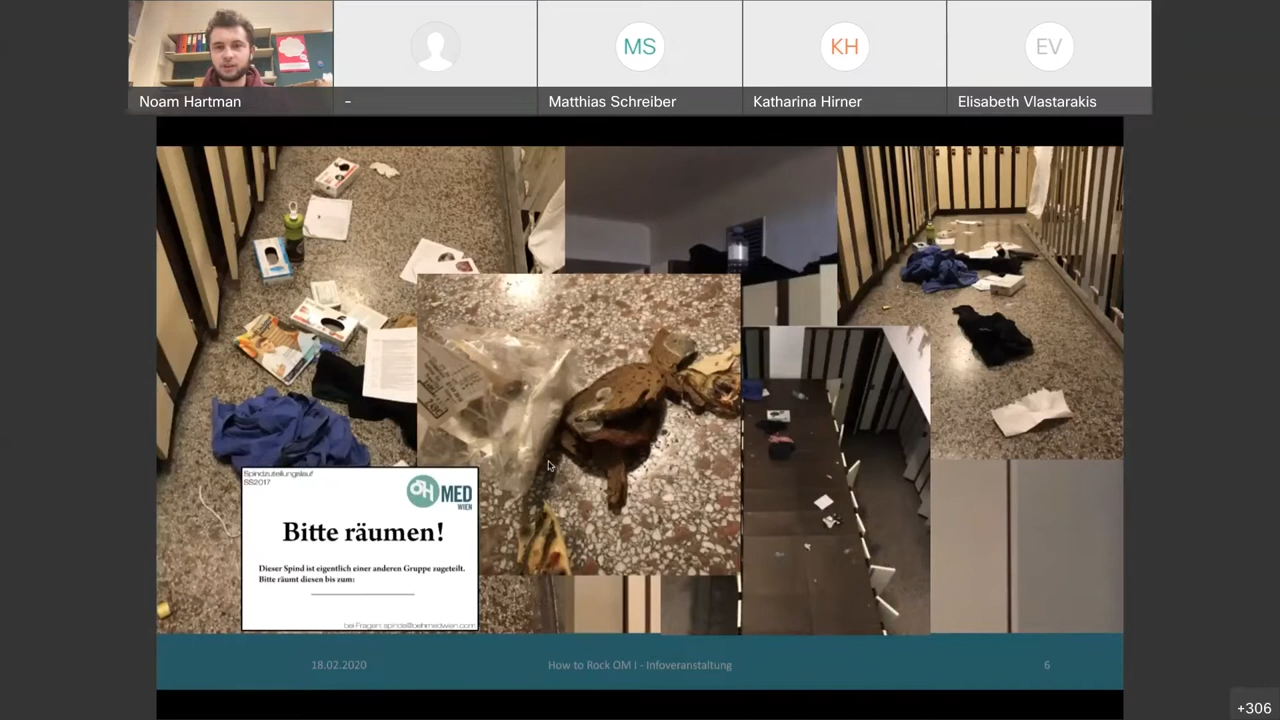 MS
KH
EV
Noam Hartman
-
Matthias Schreiber
Katharina Hirner
Elisabeth Vlastarakis
Spindzuteilungslauf
SS2017
ÖH MED
WIEN
Bitte räumen!
Dieser Spind ist eigentlich einer anderen Gruppe zugeteilt.
Bitte räumt diesen bis zum:
bei Fragen: spinde@oehmedwien.com
18.02.2020
How to Rock OM I - Infoveranstaltung
6
+306